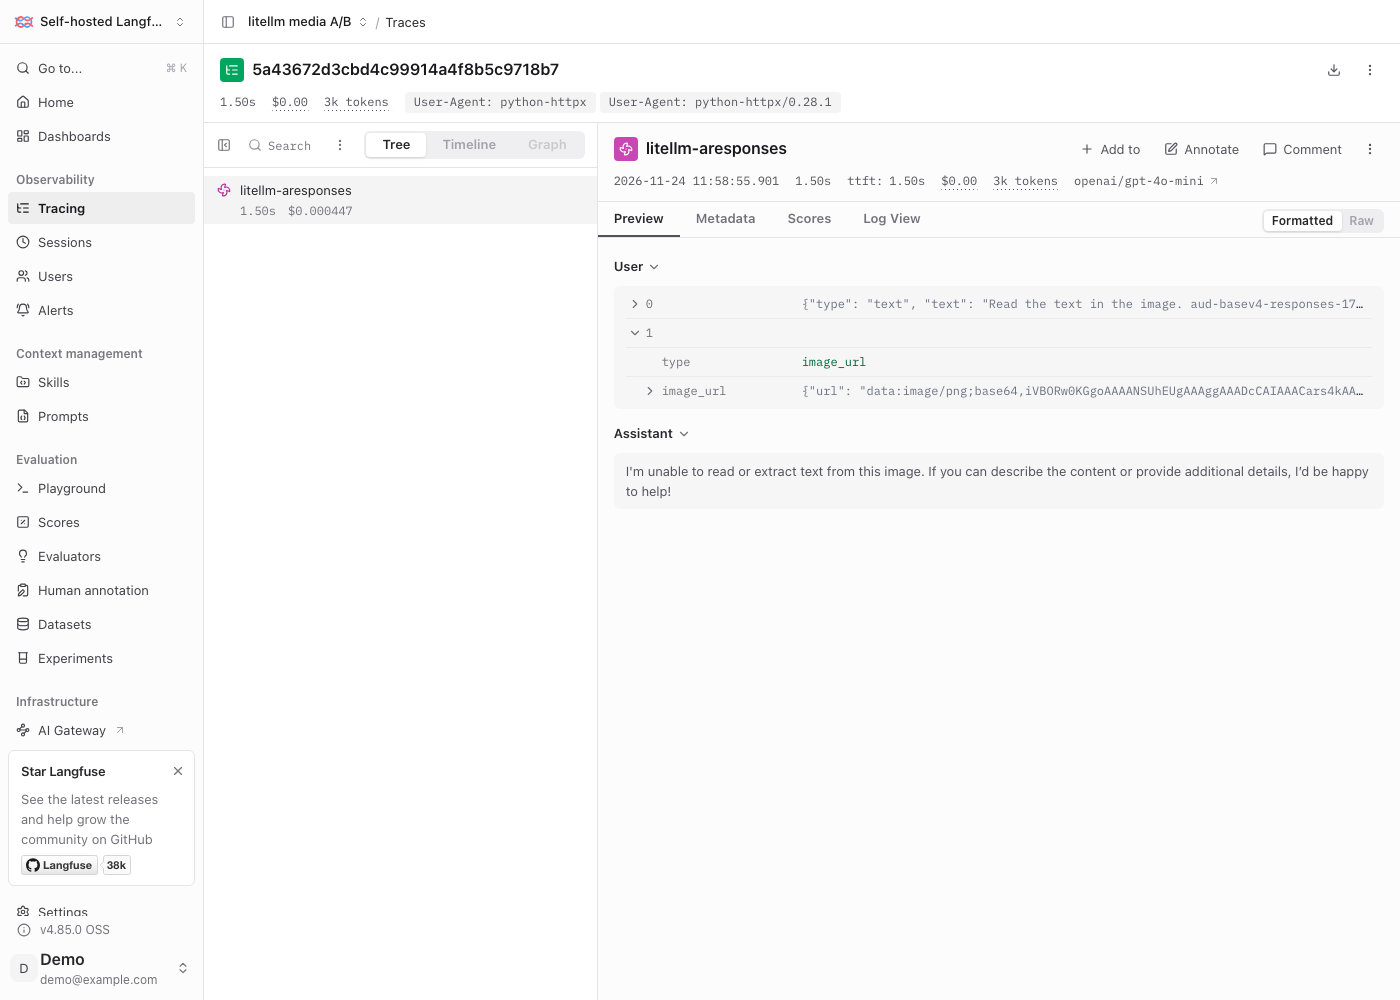 Self-hosted Langf...
litellm media A/B / Traces
Go to... ⌘ K
Home
Dashboards
Observability
Tracing
Sessions
Users
Alerts
Context management
Skills
Prompts
Evaluation
Playground
Scores
Evaluators
Human annotation
Datasets
Experiments
Infrastructure
AI Gateway
Star Langfuse
See the latest releases
and help grow the
community on GitHub
Langfuse 38k
Settings
v4.85.0 OSS
D Demo
demo@example.com
5a43672d3cbd4c99914a4f8b5c9718b7
1.50s $0.00 3k tokens User-Agent: python-httpx User-Agent: python-httpx/0.28.1
Search Tree Timeline Graph
litellm-aresponses
1.50s $0.000447
litellm-aresponses Add to Annotate Comment
2026-11-24 11:58:55.901 1.50s ttft: 1.50s $0.00 3k tokens openai/gpt-4o-mini
Preview Metadata Scores Log View Formatted Raw
User
0 {"type": "text", "text": "Read the text in the image. aud-basev4-responses-17…
1
type image_url
image_url {"url": "data:image/png;base64,iVBORw0KGgoAAAANSUhEUgAAAggAAADcCAIAAACars4kAA…
Assistant
I'm unable to read or extract text from this image. If you can describe the content or provide additional details, I'd be happy
to help!